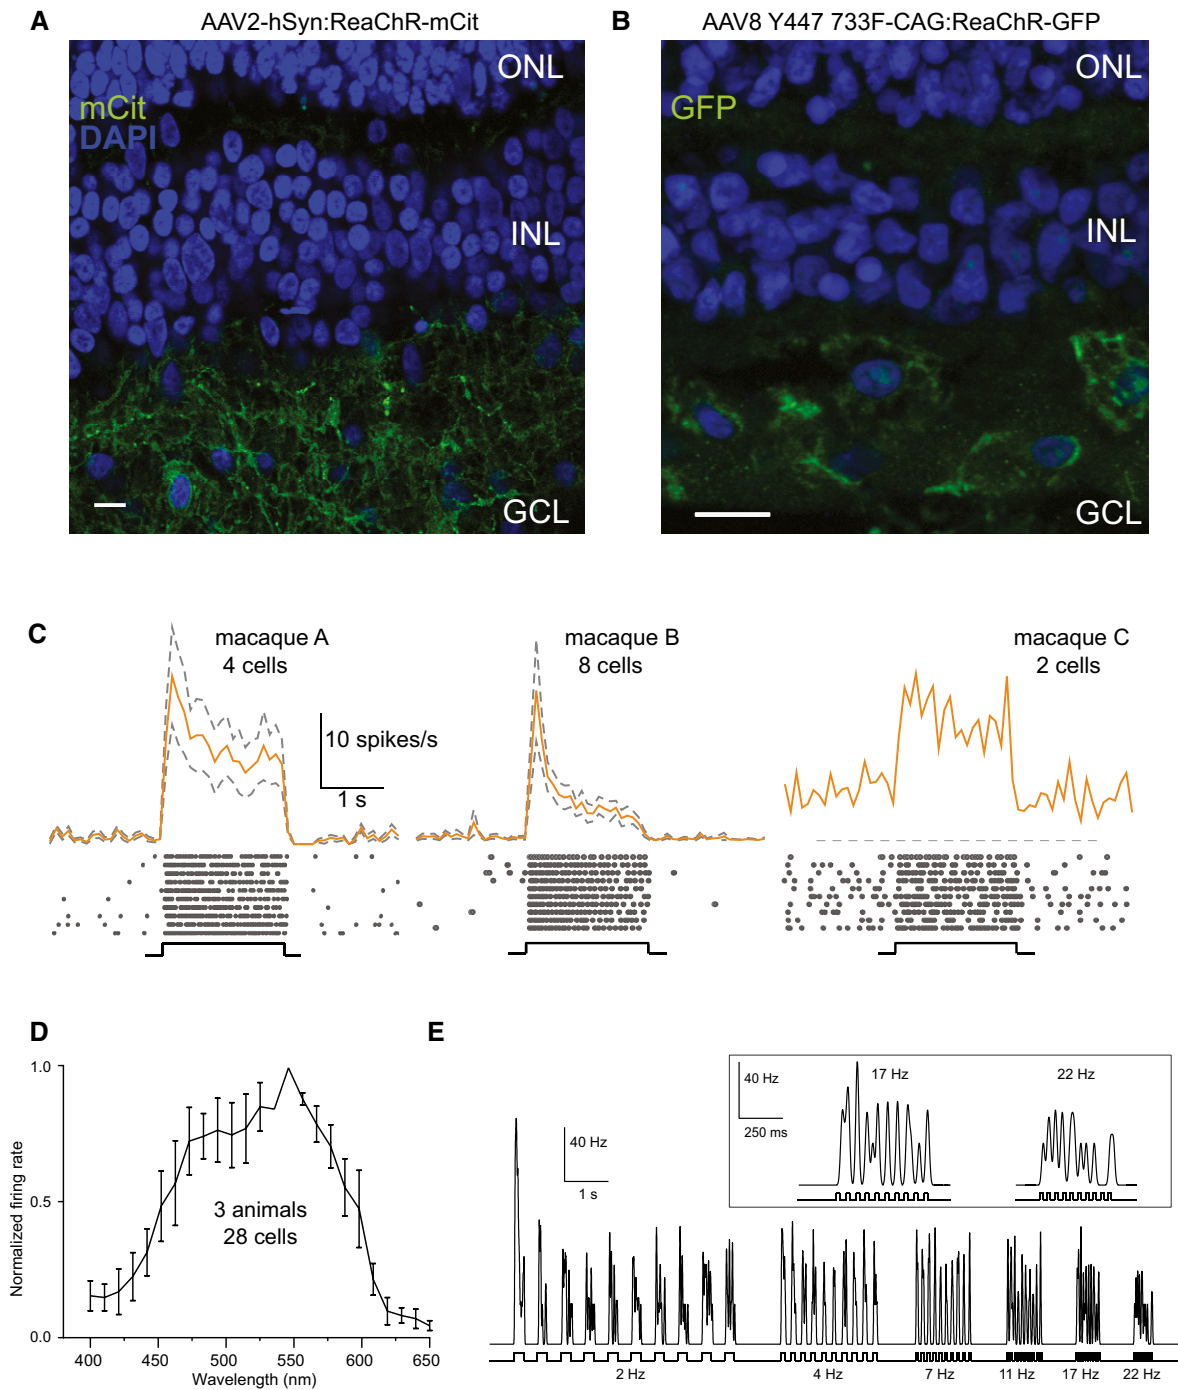 A
AAV2-hSyn:ReaChR-mCit
ONL
mCit
DAPI
INL
GCL
B
AAV8 Y447 733F-CAG:ReaChR-GFP
ONL
GFP
INL
GCL
C
macaque A
4 cells
10 spikes/s
1 s
macaque B
8 cells
macaque C
2 cells
D
Normalized firing rate
1.0
0.5
0.0
3 animals
28 cells
400 450 500 550 600 650
Wavelength (nm)
E
40 Hz
1 s
40 Hz
250 ms
17 Hz
22 Hz
2 Hz
4 Hz
7 Hz
11 Hz
17 Hz
22 Hz